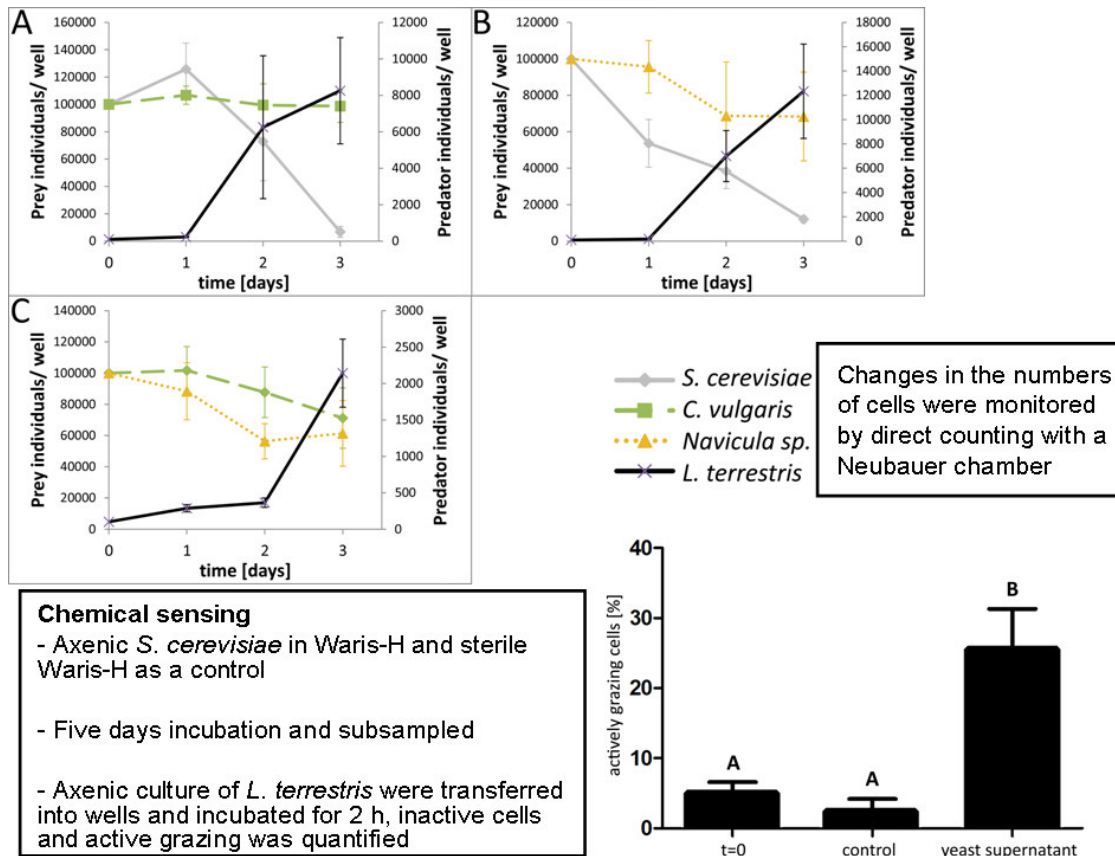 A
Prey individuals/ well
160000
140000
120000
100000
80000
60000
40000
20000
0
12000
10000
8000
6000
4000
2000
0
Predator individuals/ well
0 1 2 3
time [days]
B
Prey individuals/ well
120000
100000
80000
60000
40000
20000
0
18000
16000
14000
12000
10000
8000
6000
4000
2000
0
Predator individuals/ well
0 1 2 3
time [days]
C
Prey individuals/ well
140000
120000
100000
80000
60000
40000
20000
0
3000
2500
2000
1500
1000
500
0
Predator individuals/ well
0 1 2 3
time [days]
S. cerevisiae
C. vulgaris
Navicula sp.
L. terrestris
Changes in the numbers
of cells were monitored
by direct counting with a
Neubauer chamber
Chemical sensing
- Axenic S. cerevisiae in Waris-H and sterile
Waris-H as a control
- Five days incubation and subsampled
- Axenic culture of L. terrestris were transferred
into wells and incubated for 2 h, inactive cells
and active grazing was quantified
actively grazing cells [%]
40
30
20
10
0
A
A
B
t=0 control yeast supernatant